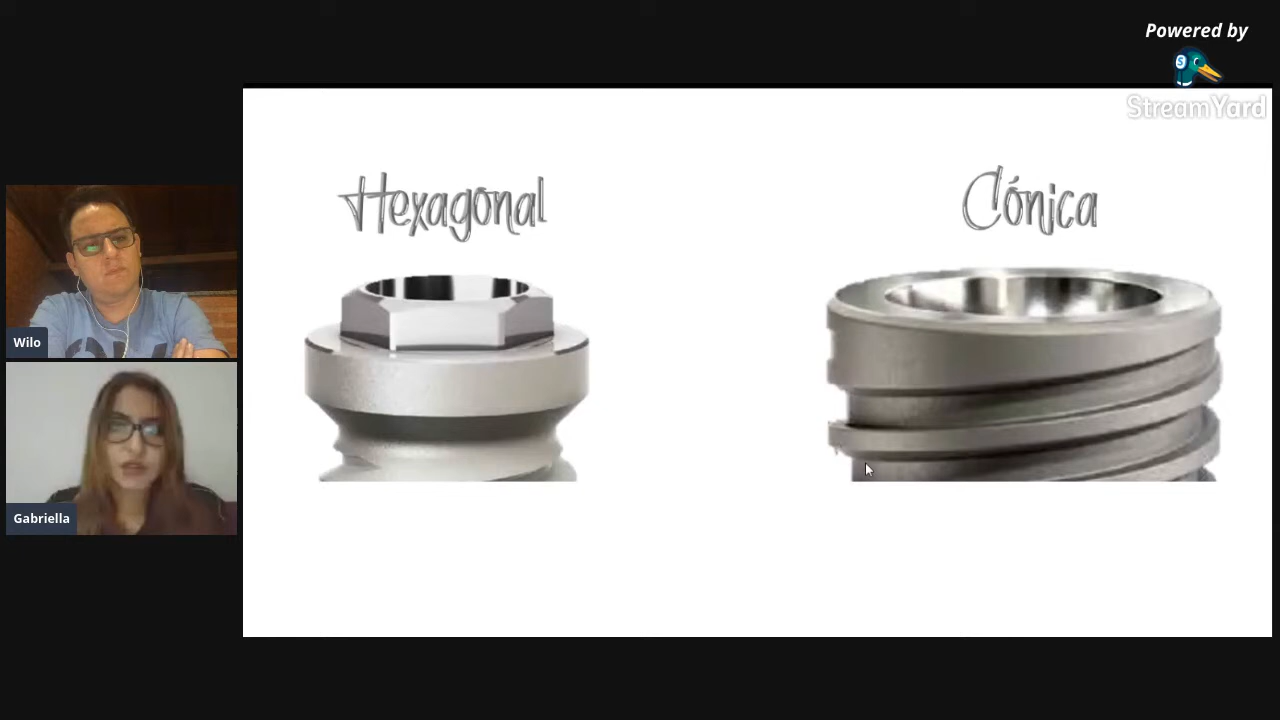 Powered by
StreamYard
Hexagonal
Cónica
Wilo
Gabriella